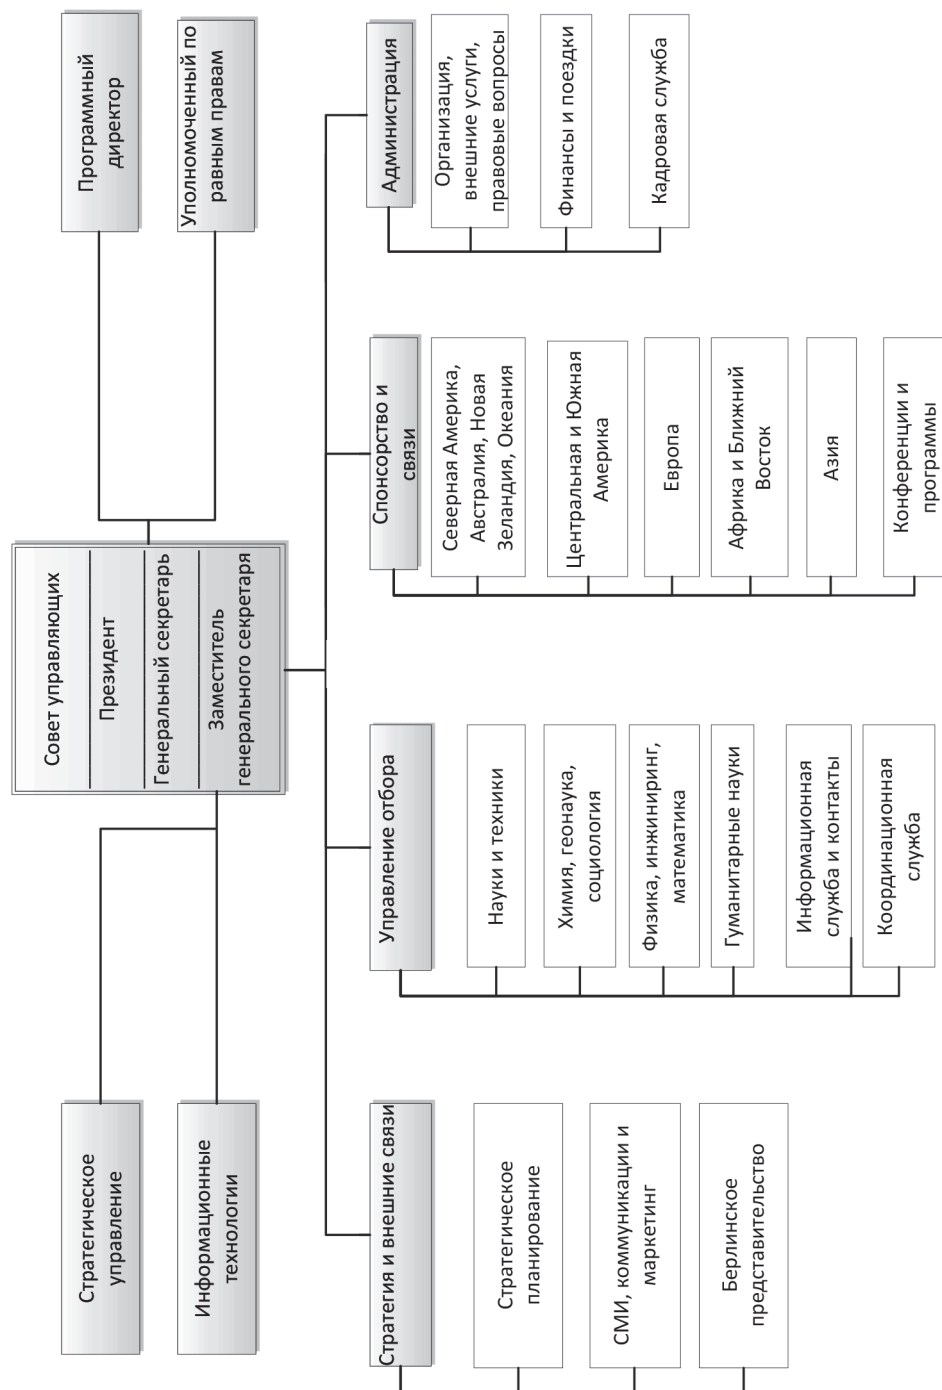 Совет управляющих
Президент
Генеральный секретарь
Заместитель
генерального секретаря
Стратегическое
управление
Информационные
технологии
Программный
директор
Уполномоченный по
равным правам
Стратегия и внешние связи
Стратегическое
планирование
СМИ, коммуникации и
маркетинг
Берлинское
представительство
Управление отбора
Науки и техники
Химия, геонаука,
социология
Физика, инжиниринг,
математика
Гуманитарные науки
Информационная
служба и контакты
Координационная
служба
Спонсорство и
связи
Северная Америка,
Австралия, Новая
Зеландия, Океания
Центральная и Южная
Америка
Европа
Африка и Ближний
Восток
Азия
Конференции и
программы
Администрация
Организация,
внешние услуги,
правовые вопросы
Финансы и поездки
Кадровая служба